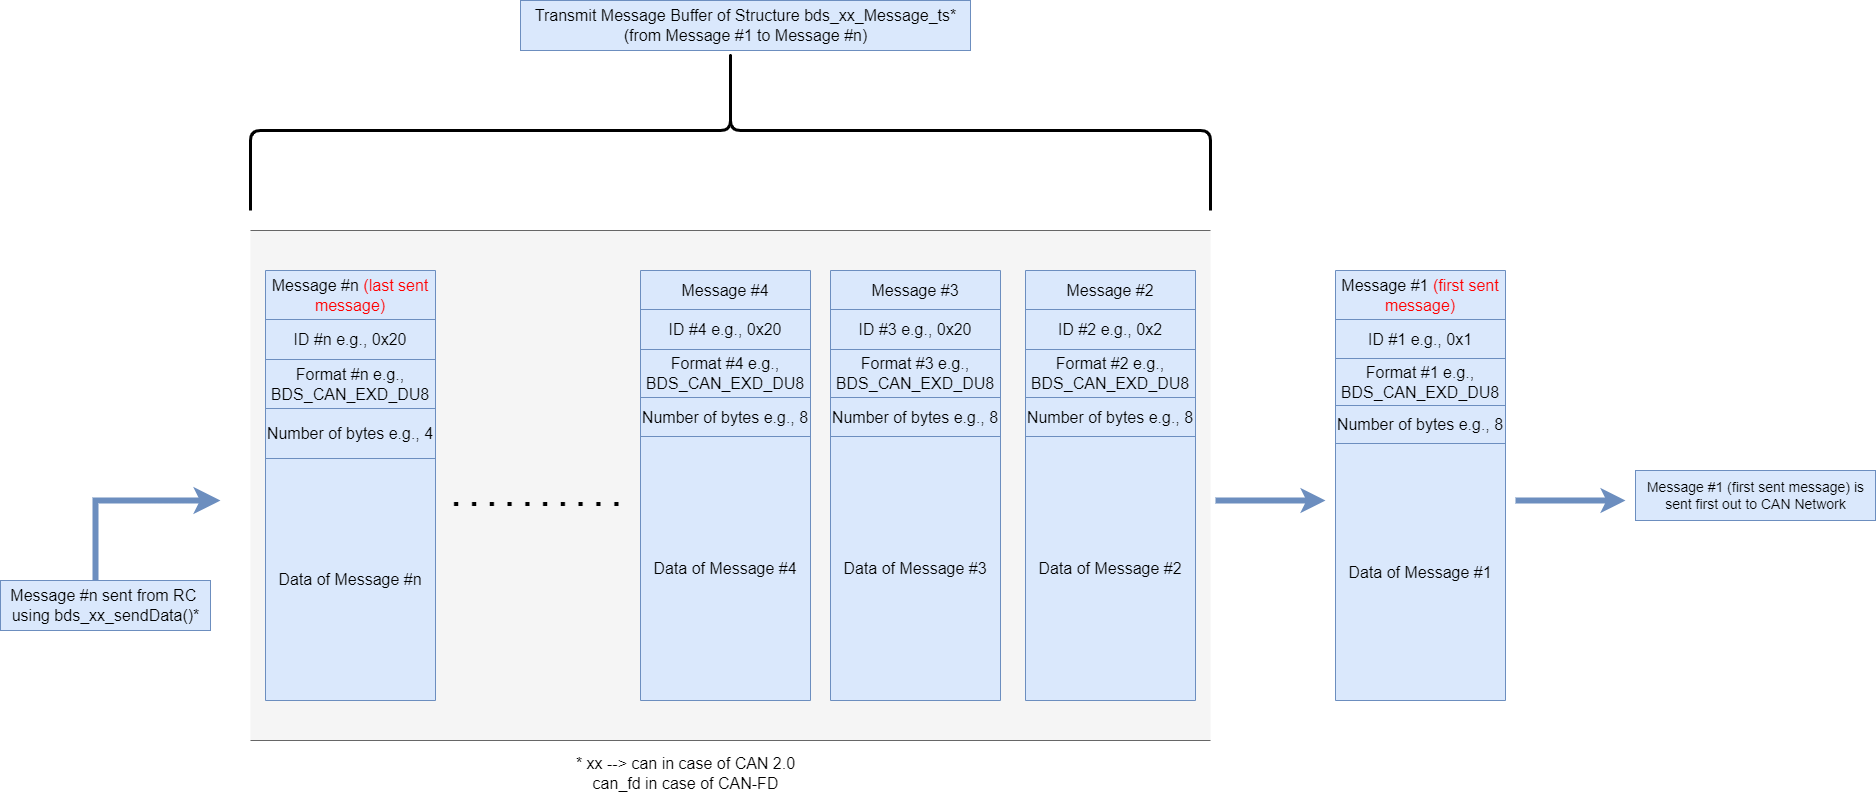 Transmit Message Buffer of Structure bds_xx_Message_ts*
(from Message #1 to Message #n)
Message #n (last sent
message)
ID #n e.g., 0x20
Format #n e.g.,
BDS_CAN_EXD_DU8
Number of bytes e.g., 4
Data of Message #n
. . . . . . . . . .
Message #4
ID #4 e.g., 0x20
Format #4 e.g.,
BDS_CAN_EXD_DU8
Number of bytes e.g., 8
Data of Message #4
Message #3
ID #3 e.g., 0x20
Format #3 e.g.,
BDS_CAN_EXD_DU8
Number of bytes e.g., 8
Data of Message #3
Message #2
ID #2 e.g., 0x2
Format #2 e.g.,
BDS_CAN_EXD_DU8
Number of bytes e.g., 8
Data of Message #2
Message #1 (first sent
message)
ID #1 e.g., 0x1
Format #1 e.g.,
BDS_CAN_EXD_DU8
Number of bytes e.g., 8
Data of Message #1
Message #1 (first sent message) is
sent first out to CAN Network
Message #n sent from RC
using bds_xx_sendData()*
* xx --> can in case of CAN 2.0
can_fd in case of CAN-FD